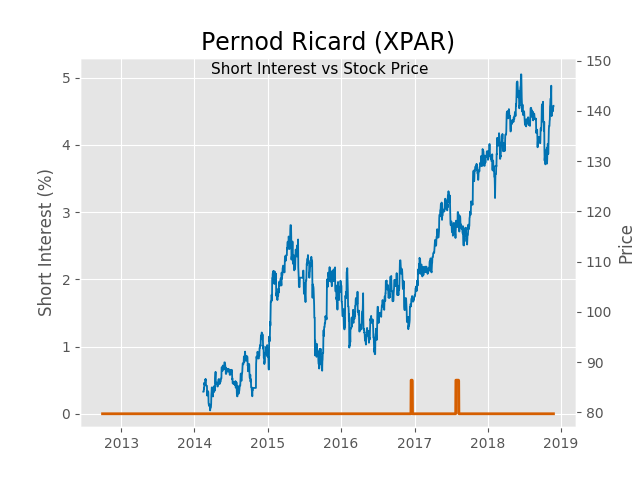 Pernod Ricard (XPAR)
Short Interest vs Stock Price
Short Interest (%)
5
4
3
2
1
0
150
140
130
120
110
100
90
80
Price
2013 2014 2015 2016 2017 2018 2019